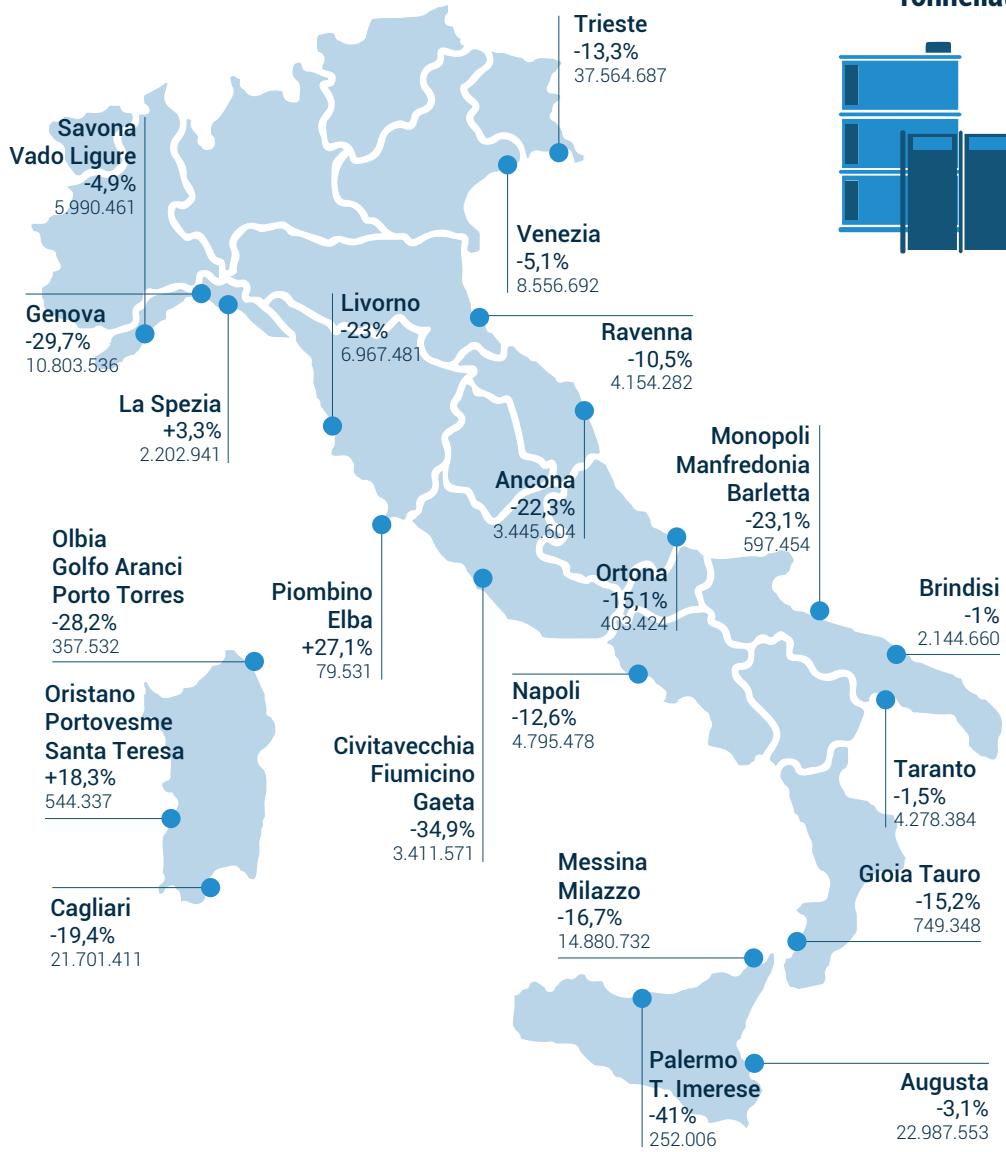 Trieste
-13,3%
37.564.687
Savona
Vado Ligure
-4,9%
5.990.461
Venezia
-5,1%
8.556.692
Genova
-29,7%
10.803.536
Livorno
-23%
6.967.481
Ravenna
-10,5%
4.154.282
La Spezia
+3,3%
2.202.941
Monopoli
Manfredonia
Barletta
-23,1%
597.454
Ancona
-22,3%
3.445.604
Olbia
Golfo Aranci
Porto Torres
-28,2%
357.532
Piombino
Elba
+27,1%
79.531
Ortona
-15,1%
403.424
Brindisi
-1%
2.144.660
Oristano
Portovesme
Santa Teresa
+18,3%
544.337
Napoli
-12,6%
4.795.478
Civitavecchia
Fiumicino
Gaeta
-34,9%
3.411.571
Taranto
-1,5%
4.278.384
Messina
Milazzo
-16,7%
14.880.732
Gioia Tauro
-15,2%
749.348
Cagliari
-19,4%
21.701.411
Palermo
T. Imerese
-41%
252.006
Augusta
-3,1%
22.987.553